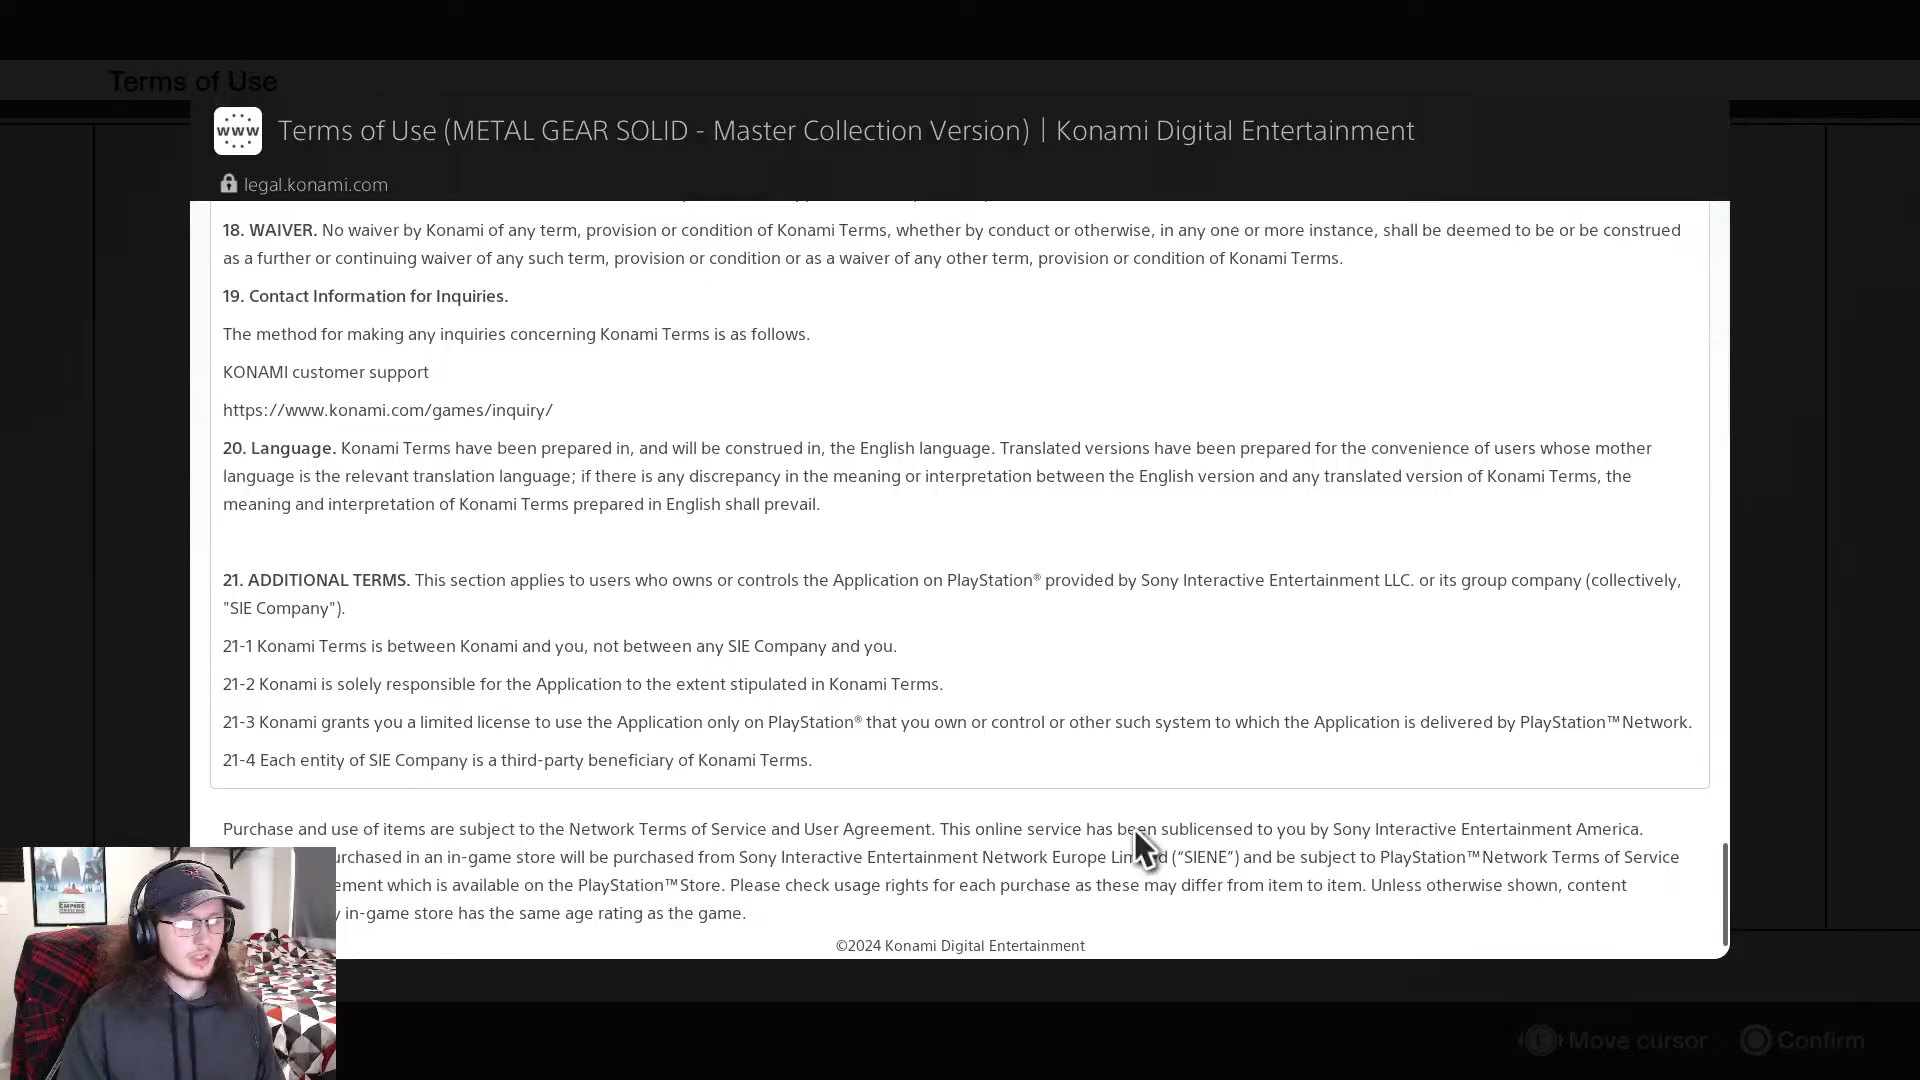 Terms of Use
www
Terms of Use (METAL GEAR SOLID - Master Collection Version)｜Konami Digital Entertainment
legal.konami.com
18. WAIVER. No waiver by Konami of any term, provision or condition of Konami Terms, whether by conduct or otherwise, in any one or more instance, shall be deemed to be or be construed
as a further or continuing waiver of any such term, provision or condition or as a waiver of any other term, provision or condition of Konami Terms.
19. Contact Information for Inquiries.
The method for making any inquiries concerning Konami Terms is as follows.
KONAMI customer support
https://www.konami.com/games/inquiry/
20. Language. Konami Terms have been prepared in, and will be construed in, the English language. Translated versions have been prepared for the convenience of users whose mother
language is the relevant translation language; if there is any discrepancy in the meaning or interpretation between the English version and any translated version of Konami Terms, the
meaning and interpretation of Konami Terms prepared in English shall prevail.
21. ADDITIONAL TERMS. This section applies to users who owns or controls the Application on PlayStation® provided by Sony Interactive Entertainment LLC. or its group company (collectively,
"SIE Company").
21-1 Konami Terms is between Konami and you, not between any SIE Company and you.
21-2 Konami is solely responsible for the Application to the extent stipulated in Konami Terms.
21-3 Konami grants you a limited license to use the Application only on PlayStation® that you own or control or other such system to which the Application is delivered by PlayStation™Network.
21-4 Each entity of SIE Company is a third-party beneficiary of Konami Terms.
Purchase and use of items are subject to the Network Terms of Service and User Agreement. This online service has been sublicensed to you by Sony Interactive Entertainment America.
in an in-game store will be purchased from Sony Interactive Entertainment Network Europe (“SIENE”) and be subject to PlayStation™Network Terms of Service
which is available on the PlayStation™Store. Please check usage rights for each purchase as these may differ from item to item. Unless otherwise shown, content
in-game store has the same age rating as the game.
©2024 Konami Digital Entertainment
EMPIRE
Move cursor
Confirm